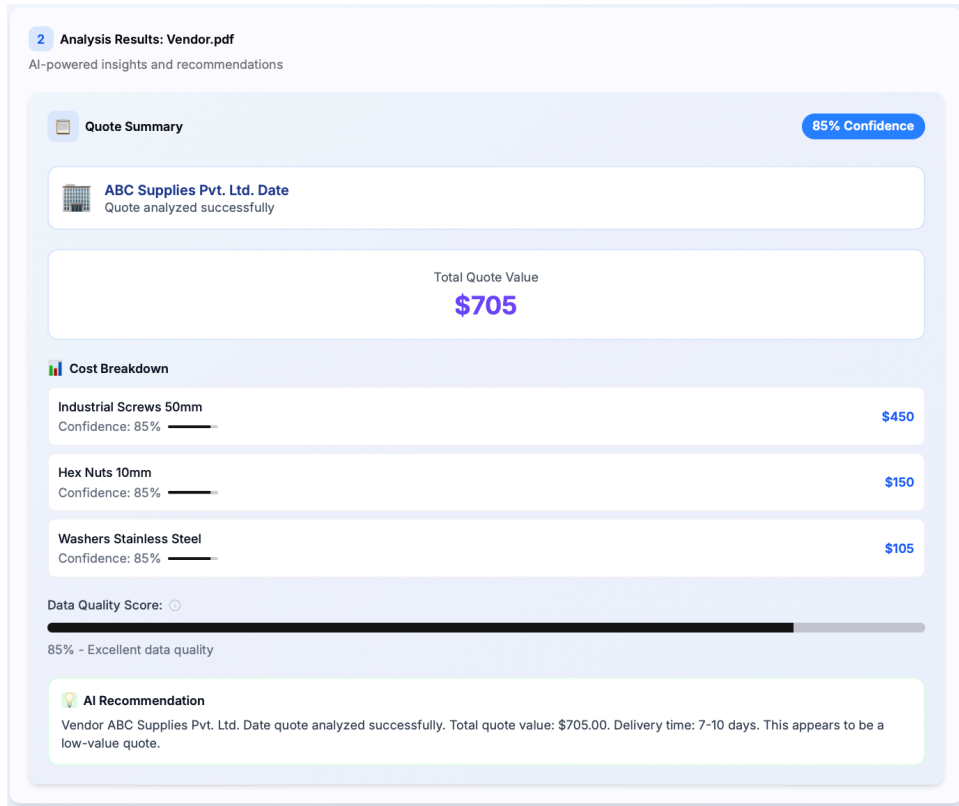 2 Analysis Results: Vendor.pdf
AI-powered insights and recommendations
Quote Summary
85% Confidence
ABC Supplies Pvt. Ltd. Date
Quote analyzed successfully
Total Quote Value
$705
Cost Breakdown
Industrial Screws 50mm
Confidence: 85%
$450
Hex Nuts 10mm
Confidence: 85%
$150
Washers Stainless Steel
Confidence: 85%
$105
Data Quality Score:
85% - Excellent data quality
AI Recommendation
Vendor ABC Supplies Pvt. Ltd. Date quote analyzed successfully. Total quote value: $705.00. Delivery time: 7-10 days. This appears to be a
low-value quote.